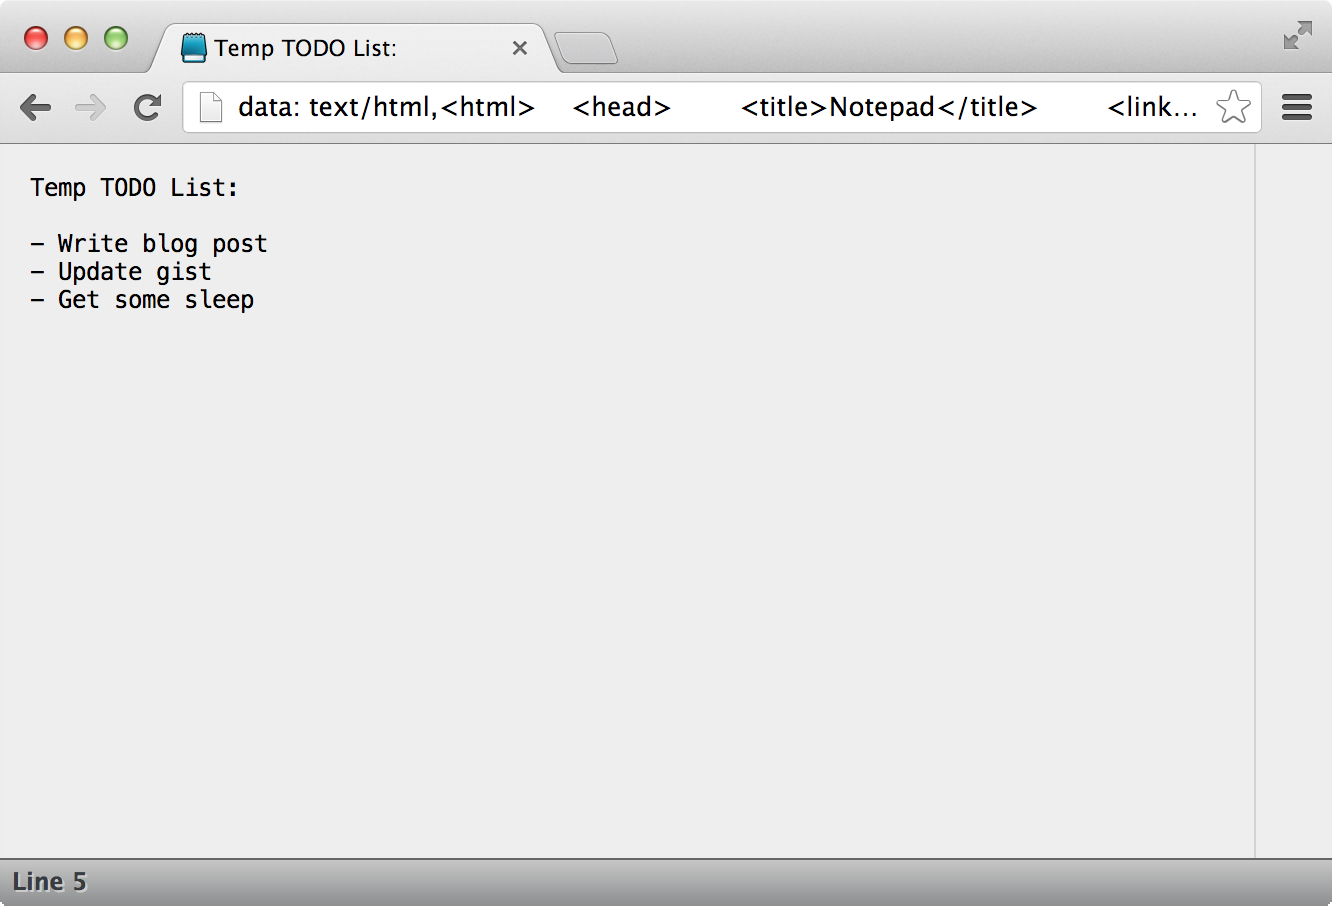 Temp TODO List:
data: text/html,<html> <head> <title>Notepad</title> <link...
Temp TODO List:
- Write blog post
- Update gist
- Get some sleep
Line 5